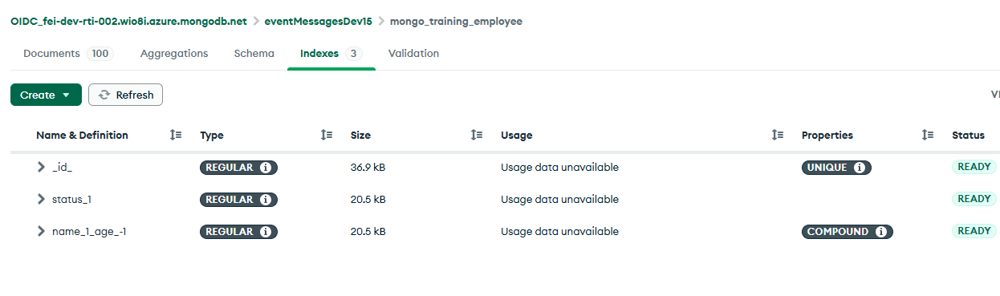 OIDC_fei-dev-rti-002.wio8i.azure.mongodb.net > eventMessagesDev15 > mongo_training_employee
Documents 100 Aggregations Schema Indexes 3 Validation
Create Refresh
Name & Definition Type Size Usage Properties Status
_id_ REGULAR 36.9 kB Usage data unavailable UNIQUE READY
status_1 REGULAR 20.5 kB Usage data unavailable READY
name_1_age_-1 REGULAR 20.5 kB Usage data unavailable COMPOUND READY